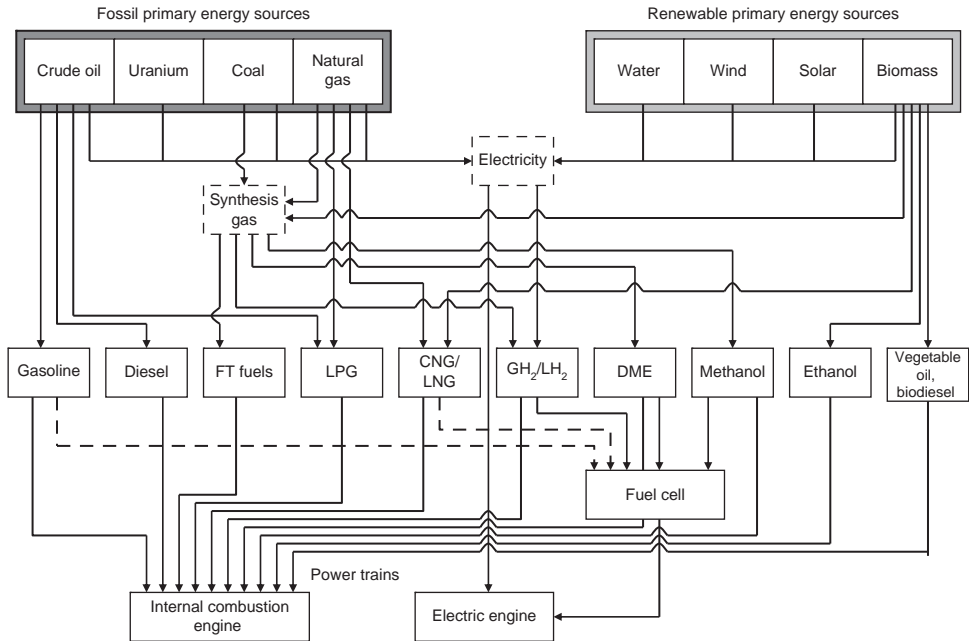 Fossil primary energy sources
Renewable primary energy sources
Crude oil
Uranium
Coal
Natural
gas
Water
Wind
Solar
Biomass
Electricity
Synthesis
gas
Gasoline
Diesel
FT fuels
LPG
CNG/
LNG
GH₂/LH₂
DME
Methanol
Ethanol
Vegetable
oil,
biodiesel
Fuel cell
Power trains
Internal combustion
engine
Electric engine